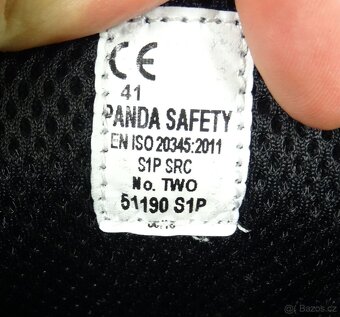 CE
41
PANDA SAFETY
EN ISO 20345:2011
S1P SRC
No. TWO
51190 S1P
Bazos.cz